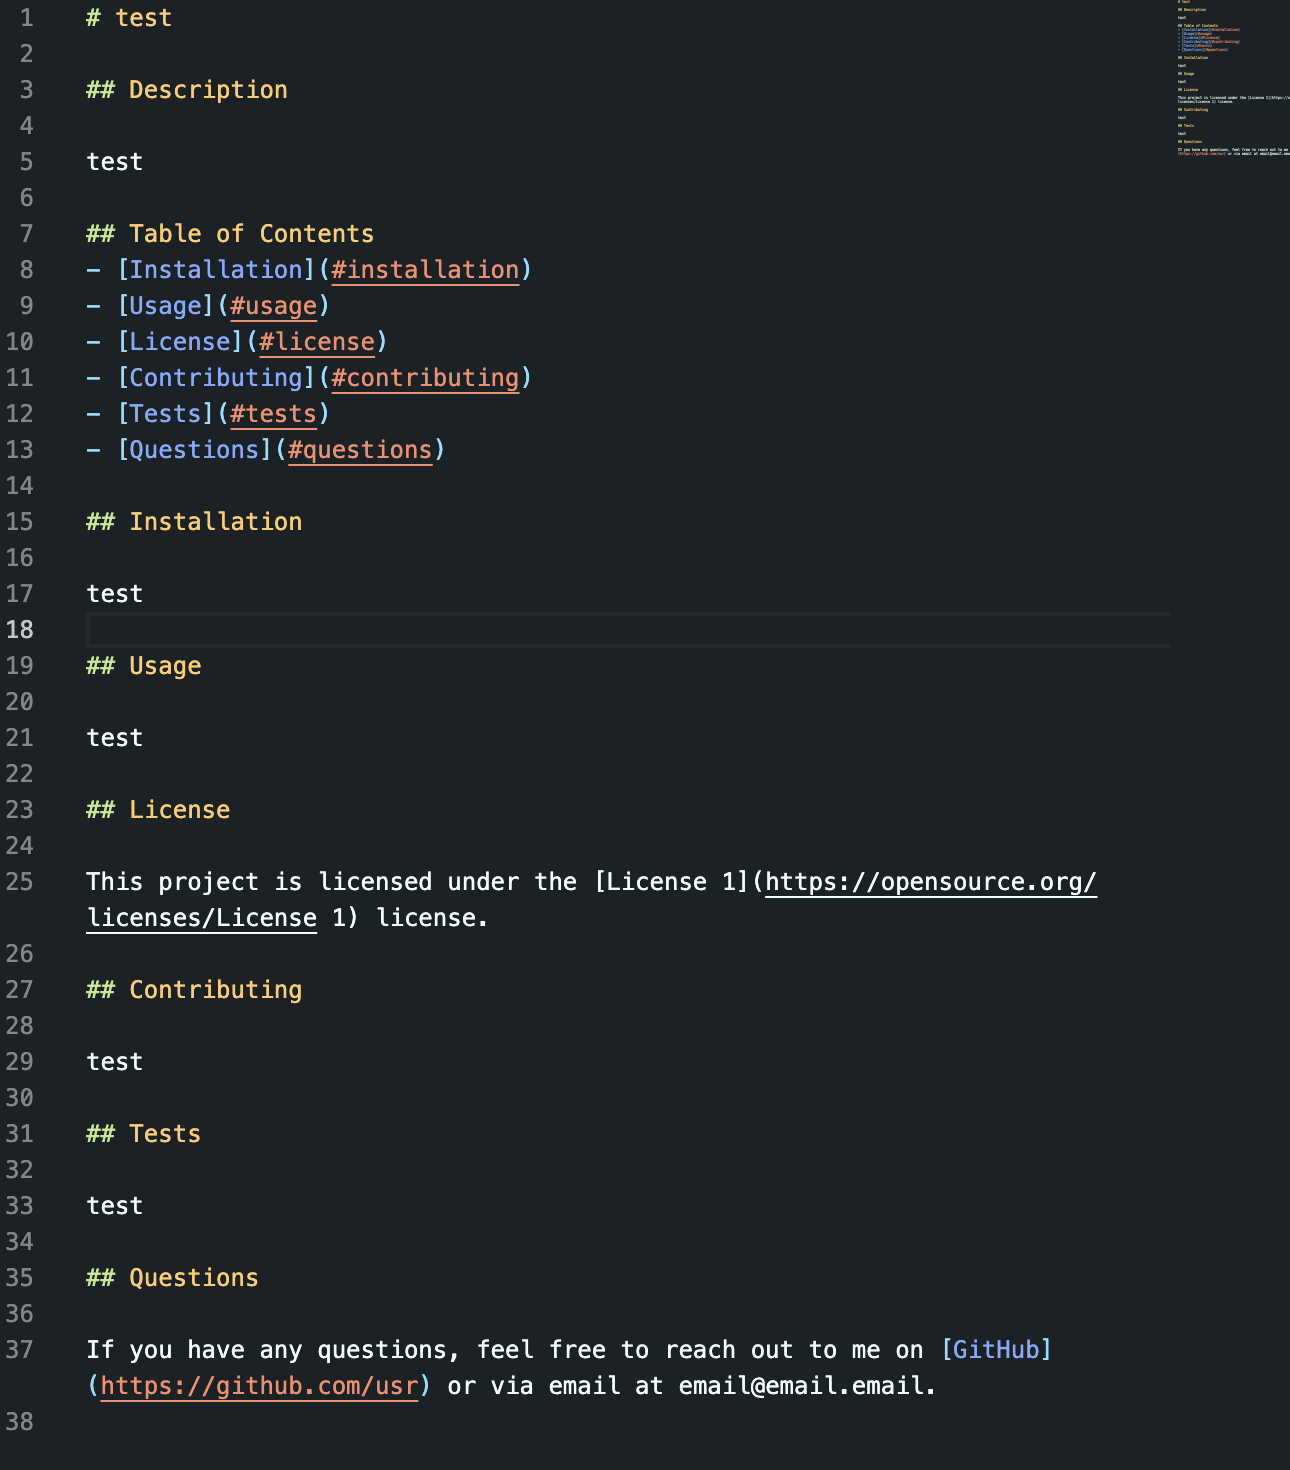 1 # test
2
3 ## Description
4
5 test
6
7 ## Table of Contents
8 - [Installation](#installation)
9 - [Usage](#usage)
10 - [License](#license)
11 - [Contributing](#contributing)
12 - [Tests](#tests)
13 - [Questions](#questions)
14
15 ## Installation
16
17 test
18
19 ## Usage
20
21 test
22
23 ## License
24
25 This project is licensed under the [License 1](https://opensource.org/
licenses/License 1) license.
26
27 ## Contributing
28
29 test
30
31 ## Tests
32
33 test
34
35 ## Questions
36
37 If you have any questions, feel free to reach out to me on [GitHub]
(https://github.com/usr) or via email at email@email.email.
38